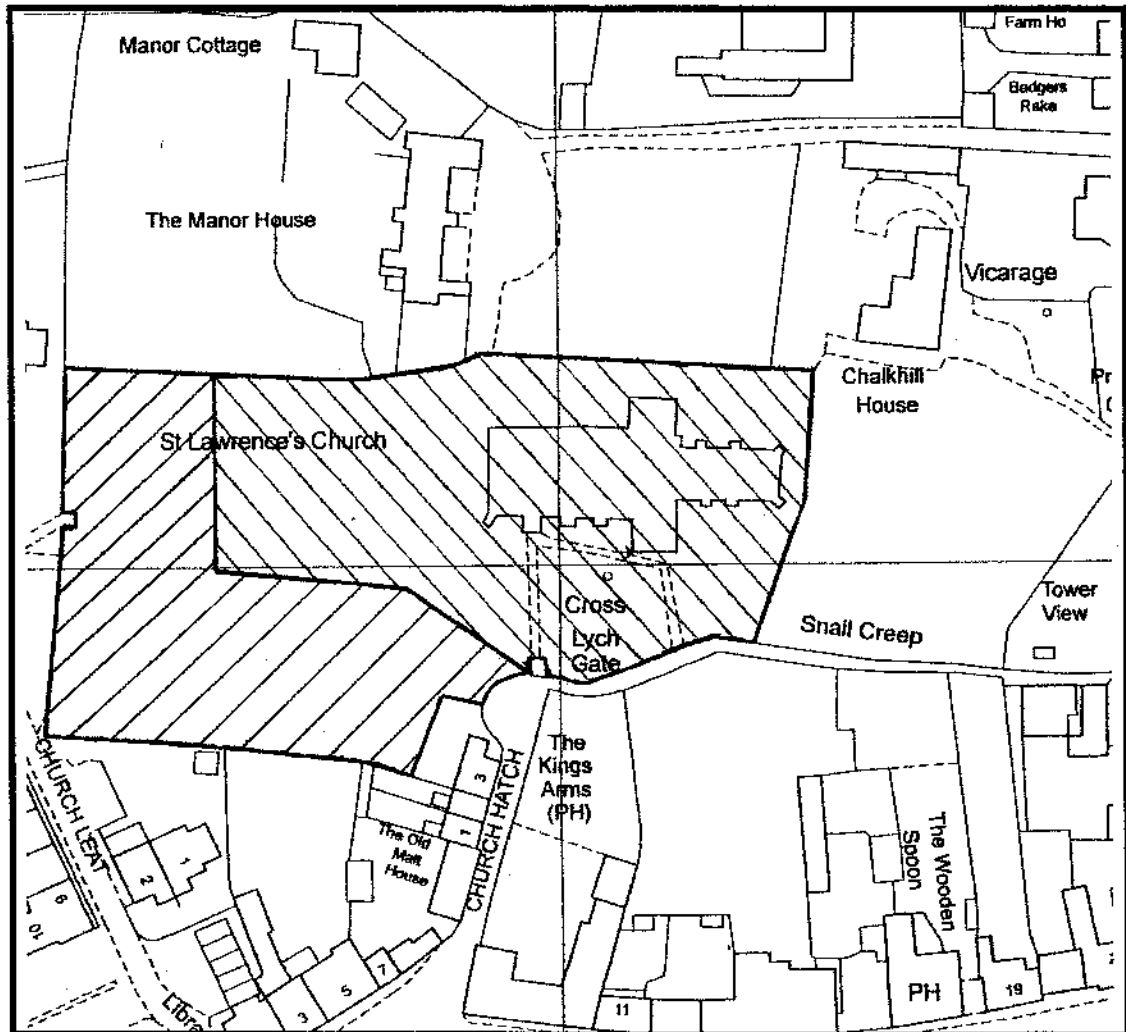 Manor Cottage
Farm Ho
Badgers
Rake
The Manor House
Vicarage
Chalkhill
House
St Lawrence's Church
Cross
Lych
Gate
Snail Creep
Tower
View
The
Kings
Arms
(PH)
CHURCH HATCH
3
1
The Old
Malt
House
CHURCH LEAT
1
2
9
10
The Wooden
Spoon
3
5
7
11
PH
19